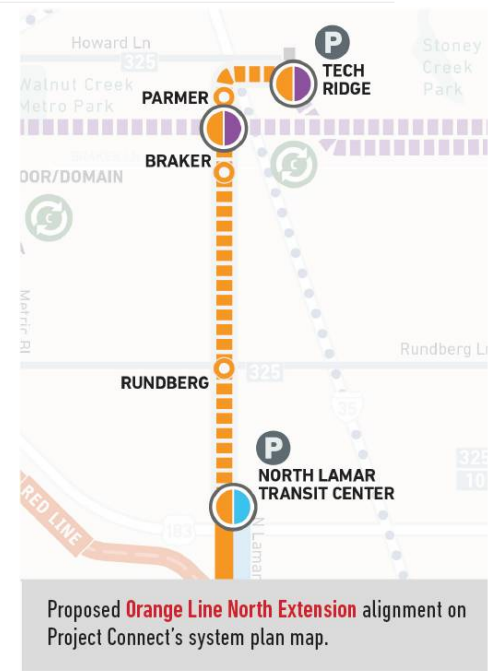 Howard Ln
325
P
Stoney
Creek
Park
TECH
RIDGE
Walnut Creek
Metro Park
PARMER
BRAKER
C
OOR/DOMAIN
C
Metric Bl
RUNDBERG
325
Rundberg Ln
35
P
325
10
NORTH LAMAR
TRANSIT CENTER
RED LINE
183
N Lamar
Proposed Orange Line North Extension alignment on
Project Connect's system plan map.